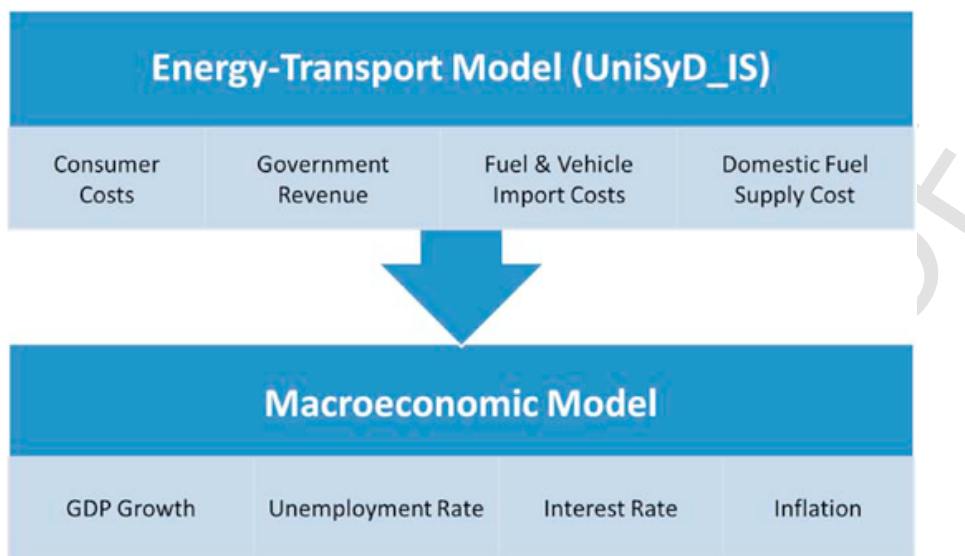 Energy-Transport Model (UniSyD_IS)
Consumer
Costs
Government
Revenue
Fuel & Vehicle
Import Costs
Domestic Fuel
Supply Cost
Macroeconomic Model
GDP Growth
Unemployment Rate
Interest Rate
Inflation